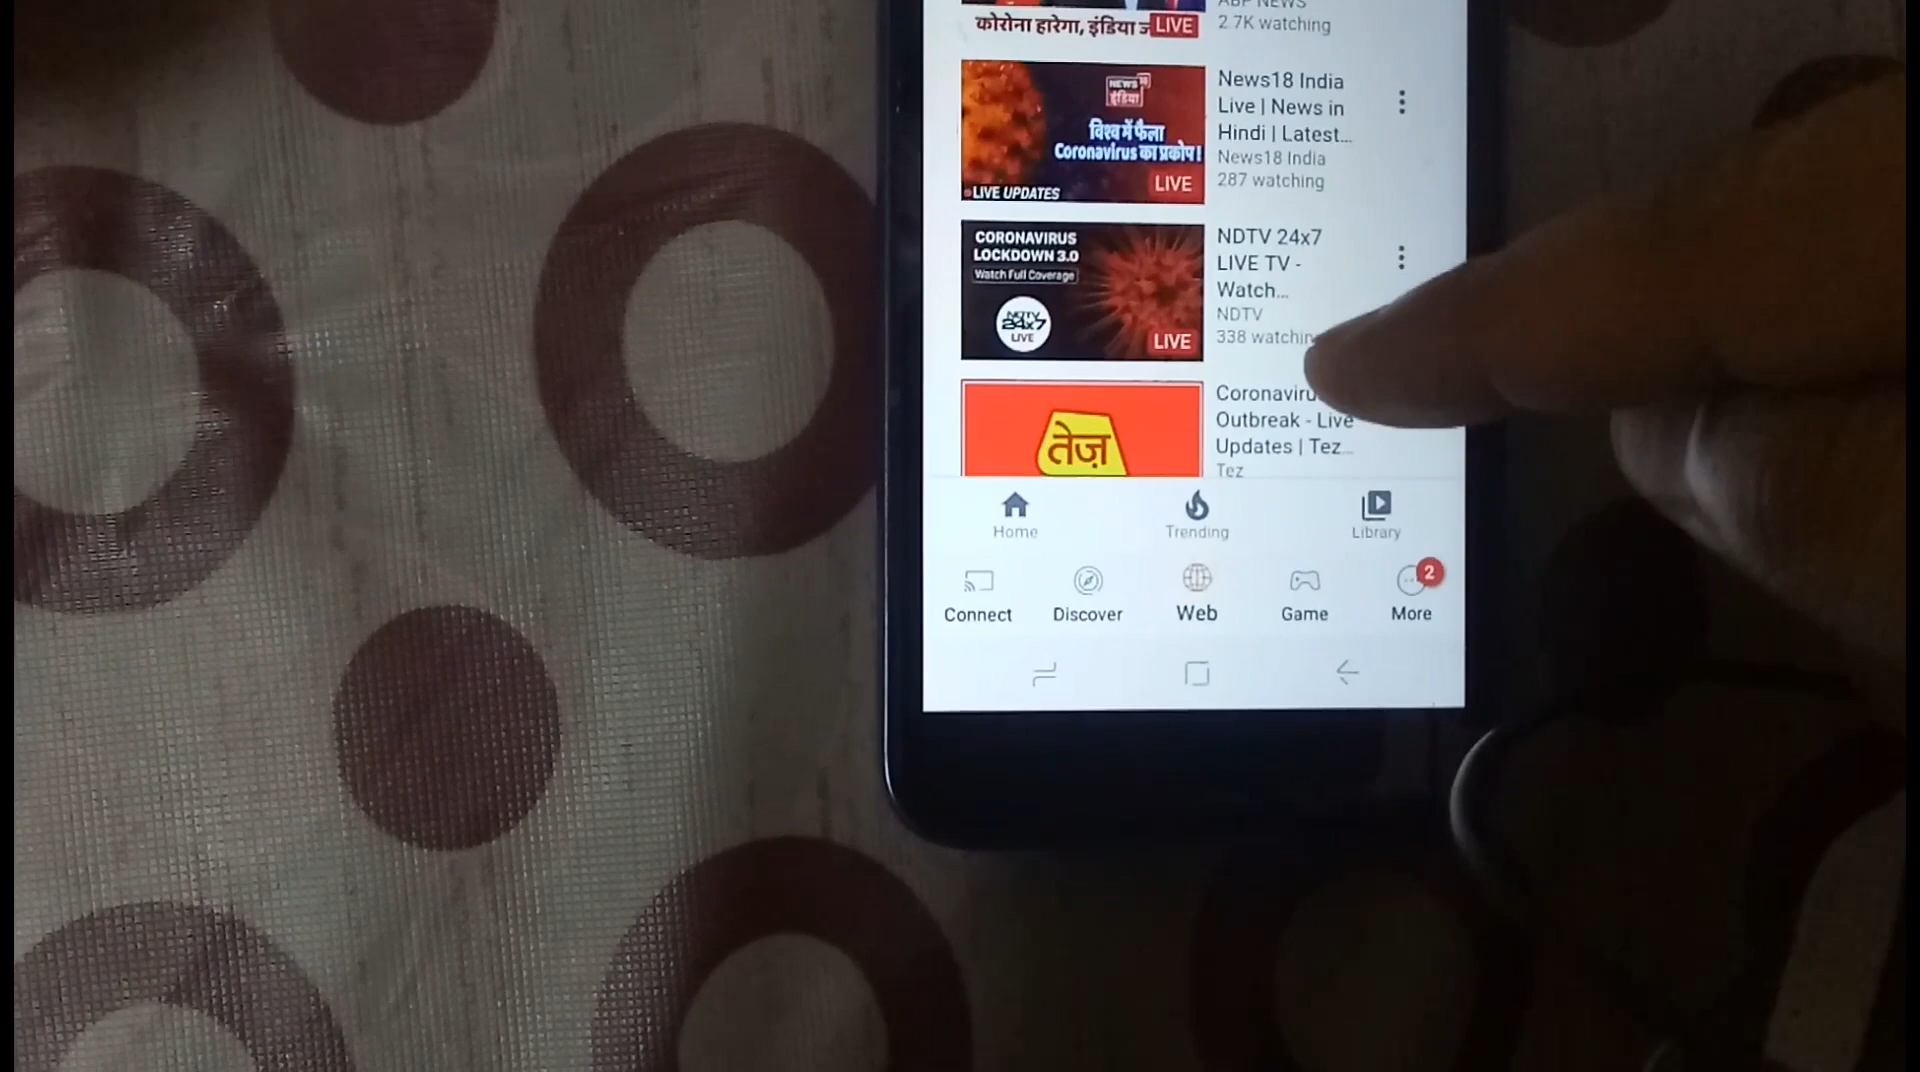 ABP NEWS
2.7K watching
कोरोना हारेगा, इंडिया ज
LIVE
NEWS 18
इंडिया
विश्व में फैला
Coronavirus का प्रकोप!
LIVE
LIVE UPDATES
News18 India
Live | News in
Hindi | Latest...
News18 India
287 watching
CORONAVIRUS
LOCKDOWN 3.0
Watch Full Coverage
NDTV
24x7
LIVE
LIVE
NDTV 24x7
LIVE TV -
Watch...
NDTV
338 watchin
तेज़
Coronaviru
Outbreak - Live
Updates | Tez...
Tez
Home
Trending
Library
Connect
Discover
Web
Game
More
2